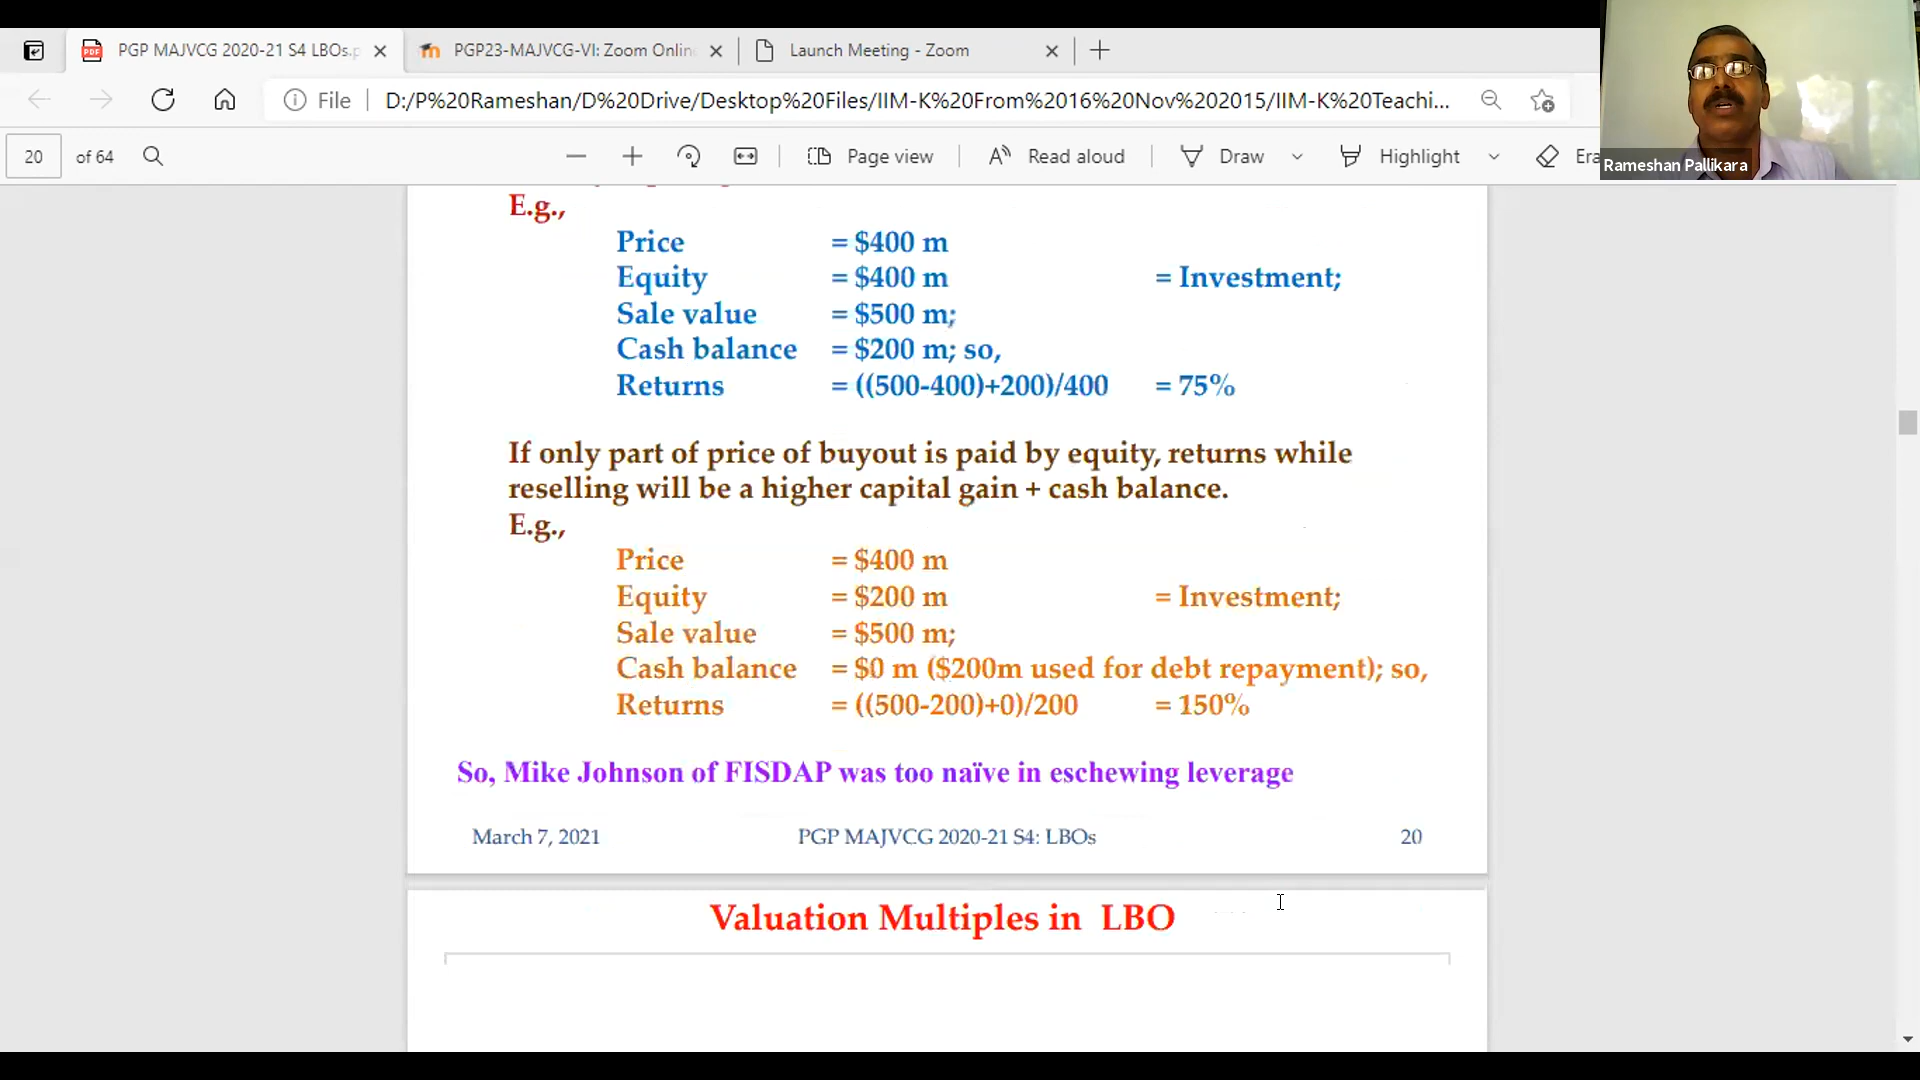 PGP MAJVCG 2020-21 S4 LBOs.p
PGP23-MAJVCG-VI: Zoom Onlin
Launch Meeting - Zoom
File
D:/P%20Rameshan/D%20Drive/Desktop%20Files/IIM-K%20From%2016%20Nov%202015/IIM-K%20Teachi...
20 of 64
Page view
Read aloud
Draw
Highlight
Era
Rameshan Pallikara
E.g.,
Price = $400 m
Equity = $400 m = Investment;
Sale value = $500 m;
Cash balance = $200 m; so,
Returns = ((500-400)+200)/400 = 75%
If only part of price of buyout is paid by equity, returns while
reselling will be a higher capital gain + cash balance.
E.g.,
Price = $400 m
Equity = $200 m = Investment;
Sale value = $500 m;
Cash balance = $0 m ($200m used for debt repayment); so,
Returns = ((500-200)+0)/200 = 150%
So, Mike Johnson of FISDAP was too naïve in eschewing leverage
March 7, 2021 PGP MAJVCG 2020-21 S4: LBOs 20
Valuation Multiples in LBO